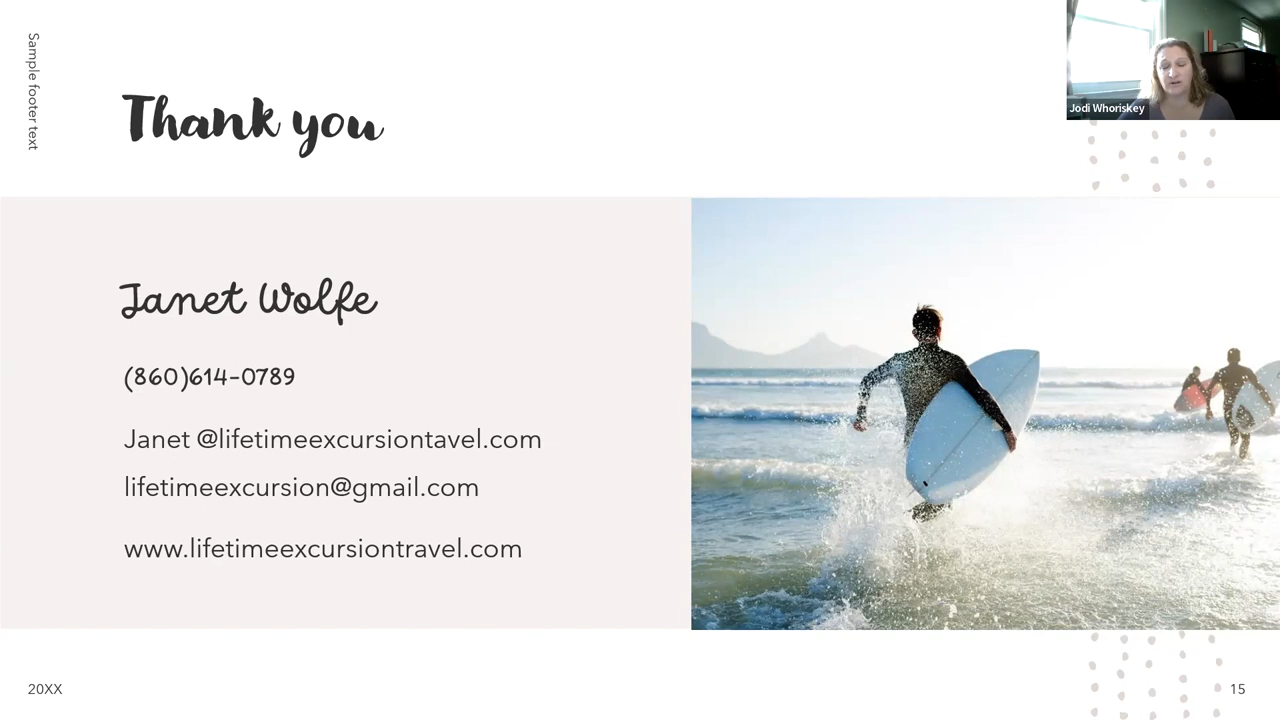 Sample footer text
Thank you
Jodi Whoriskey
Janet Wolfe
(860)614-0789
Janet @lifetimeexcursiontavel.com
lifetimeexcursion@gmail.com
www.lifetimeexcursiontravel.com
20XX
15